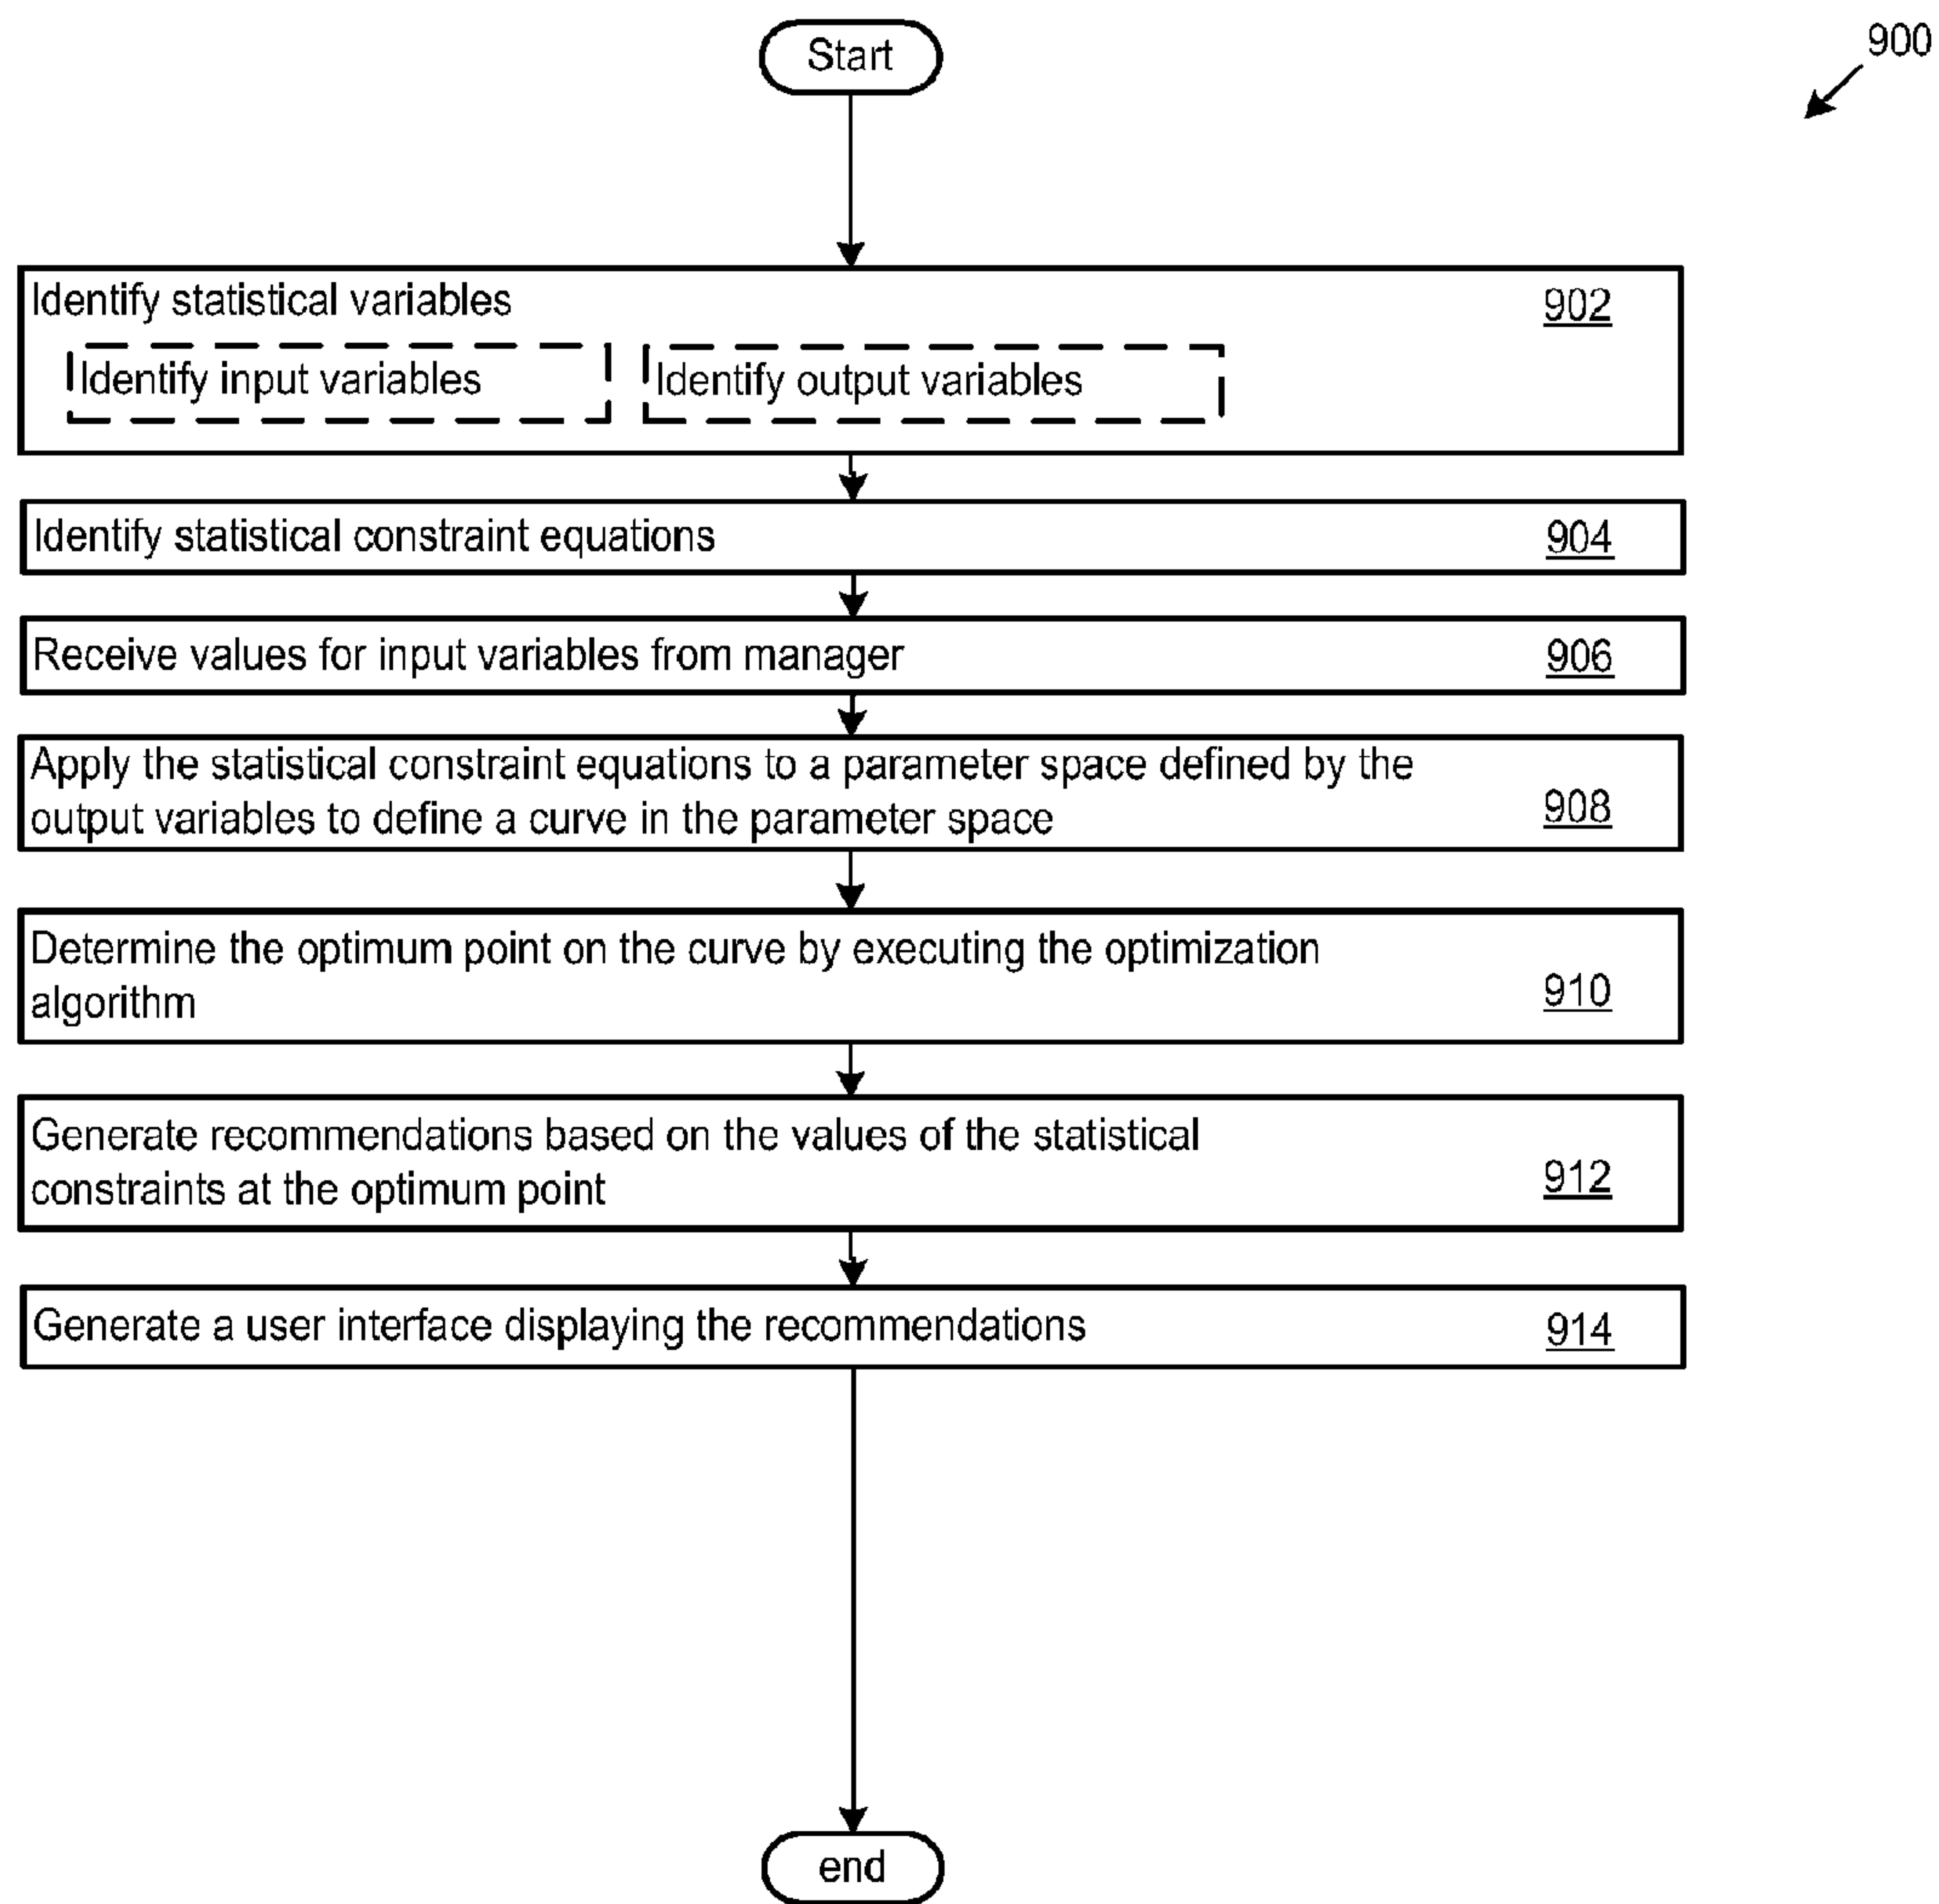 Start
900
Identify statistical variables
902
Identify input variables
Identify output variables
Identify statistical constraint equations
904
Receive values for input variables from manager
906
Apply the statistical constraint equations to a parameter space defined by the
output variables to define a curve in the parameter space
908
Determine the optimum point on the curve by executing the optimization
algorithm
910
Generate recommendations based on the values of the statistical
constraints at the optimum point
912
Generate a user interface displaying the recommendations
914
end